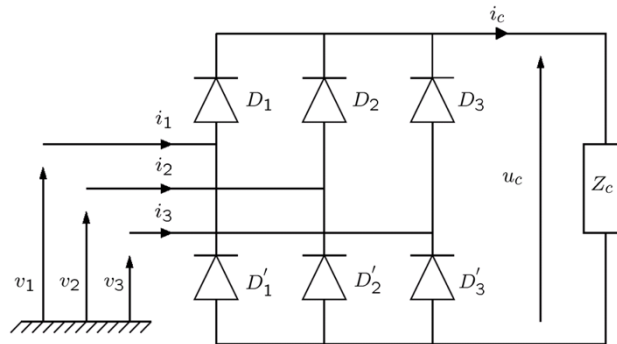 i_c
D_1 D_2 D_3
i_1
i_2
u_c
Z_c
i_3
v_1 v_2 v_3
D'_1 D'_2 D'_3